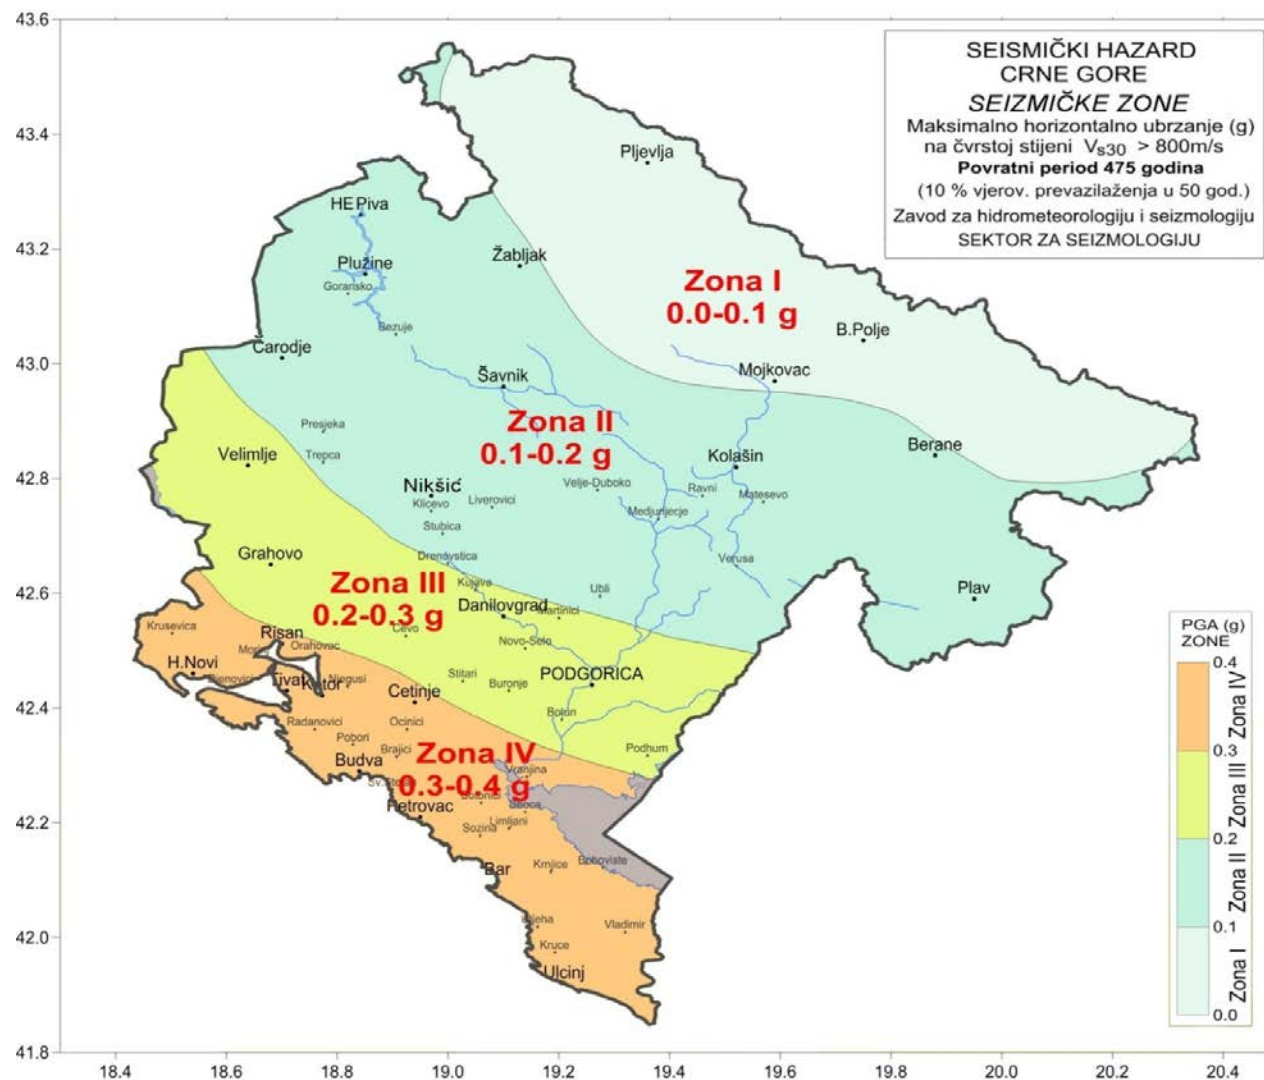 43.6
43.4
43.2
43.0
42.8
42.6
42.4
42.2
42.0
41.8
18.4 18.6 18.8 19.0 19.2 19.4 19.6 19.8 20.0 20.2 20.4
SEISMIČKI HAZARD
CRNE GORE
SEIZMIČKE ZONE
Maksimalno horizontalno ubrzanje (g)
na čvrstoj stijeni Vs30 > 800m/s
Povratni period 475 godina
(10 % vjerov. prevazilaženja u 50 god.)
Zavod za hidrometeorologiju i seizmologiju
SEKTOR ZA SEIZMOLOGIJU
Pljevlja
HE Piva
Žabljak
Plužine
Goransko
Zona I
0.0-0.1 g
Bezuje
B.Polje
Čarodje
Mojkovac
Šavnik
Zona II
0.1-0.2 g
Presjeka
Berane
Velimlje
Trepca
Kolašin
Nikšić
Velje-Duboko
Ravni
Matesevo
Klicevo
Liverovici
Medjurijecje
Stubica
Grahovo
Drenovstica
Verusa
Zona III
0.2-0.3 g
Kujava
Ubli
Plav
Danilovgrad
Martinici
Krusevica
Risan
Cevo
Orahovac
Novo-Selo
H.Novi
Stitari
PODGORICA
Bjenovici
Tivat
Kotor
Njegusi
Buronje
Cetinje
Botun
Radanovici
Ocinici
Pobori
Brajici
Zona IV
0.3-0.4 g
Podhum
Budva
Vranjina
Petrovac
Limljani
Sozina
Bar
Krnjice
Boboviste
Vladimir
Kruce
Ulcinj
PGA (g)
ZONE
0.4
Zona IV
0.3
Zona III
0.2
Zona II
0.1
Zona I
0.0